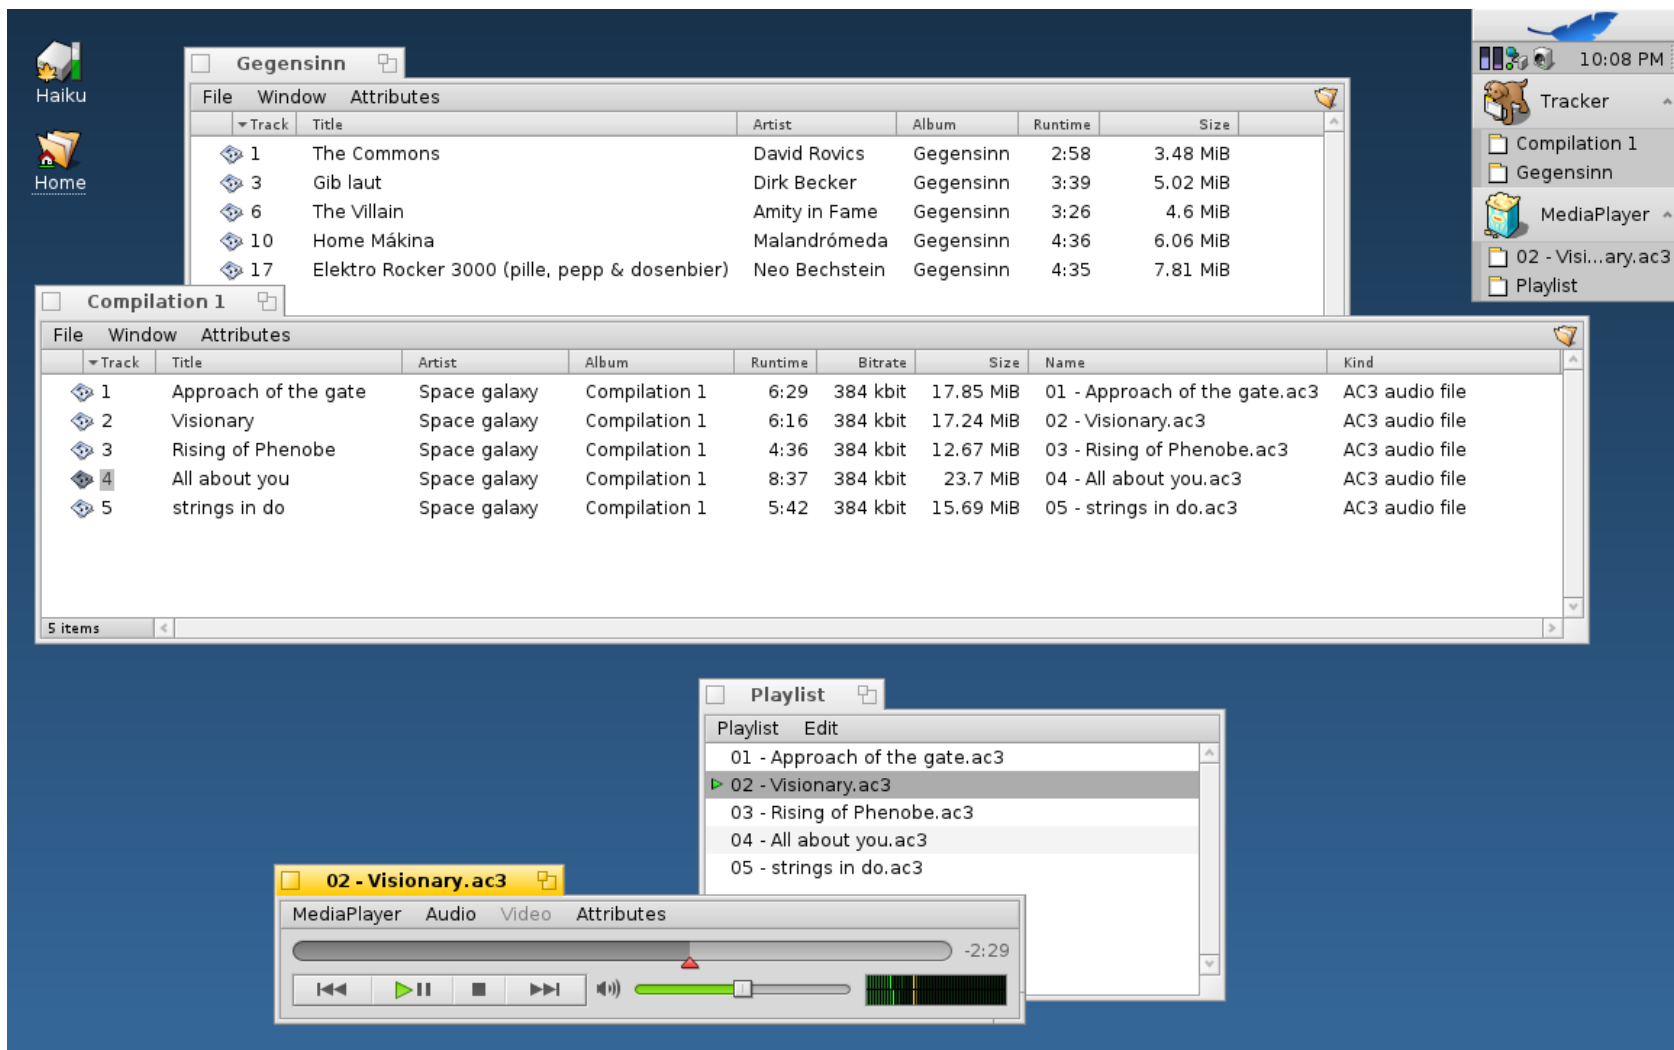 Haiku
Home
Gegensinn
File Window Attributes
Track Title Artist Album Runtime Size
1 The Commons David Rovics Gegensinn 2:58 3.48 MiB
3 Gib laut Dirk Becker Gegensinn 3:39 5.02 MiB
6 The Villain Amity in Fame Gegensinn 3:26 4.6 MiB
10 Home Mákina Malandrómeda Gegensinn 4:36 6.06 MiB
17 Elektro Rocker 3000 (pille, pepp & dosenbier) Neo Bechstein Gegensinn 4:35 7.81 MiB
10:08 PM
Tracker
Compilation 1
Gegensinn
MediaPlayer
02 - Visi...ary.ac3
Playlist
Compilation 1
File Window Attributes
Track Title Artist Album Runtime Bitrate Size Name Kind
1 Approach of the gate Space galaxy Compilation 1 6:29 384 kbit 17.85 MiB 01 - Approach of the gate.ac3 AC3 audio file
2 Visionary Space galaxy Compilation 1 6:16 384 kbit 17.24 MiB 02 - Visionary.ac3 AC3 audio file
3 Rising of Phenobe Space galaxy Compilation 1 4:36 384 kbit 12.67 MiB 03 - Rising of Phenobe.ac3 AC3 audio file
4 All about you Space galaxy Compilation 1 8:37 384 kbit 23.7 MiB 04 - All about you.ac3 AC3 audio file
5 strings in do Space galaxy Compilation 1 5:42 384 kbit 15.69 MiB 05 - strings in do.ac3 AC3 audio file
5 items
Playlist
Playlist Edit
01 - Approach of the gate.ac3
02 - Visionary.ac3
03 - Rising of Phenobe.ac3
04 - All about you.ac3
05 - strings in do.ac3
02 - Visionary.ac3
MediaPlayer Audio Video Attributes
-2:29